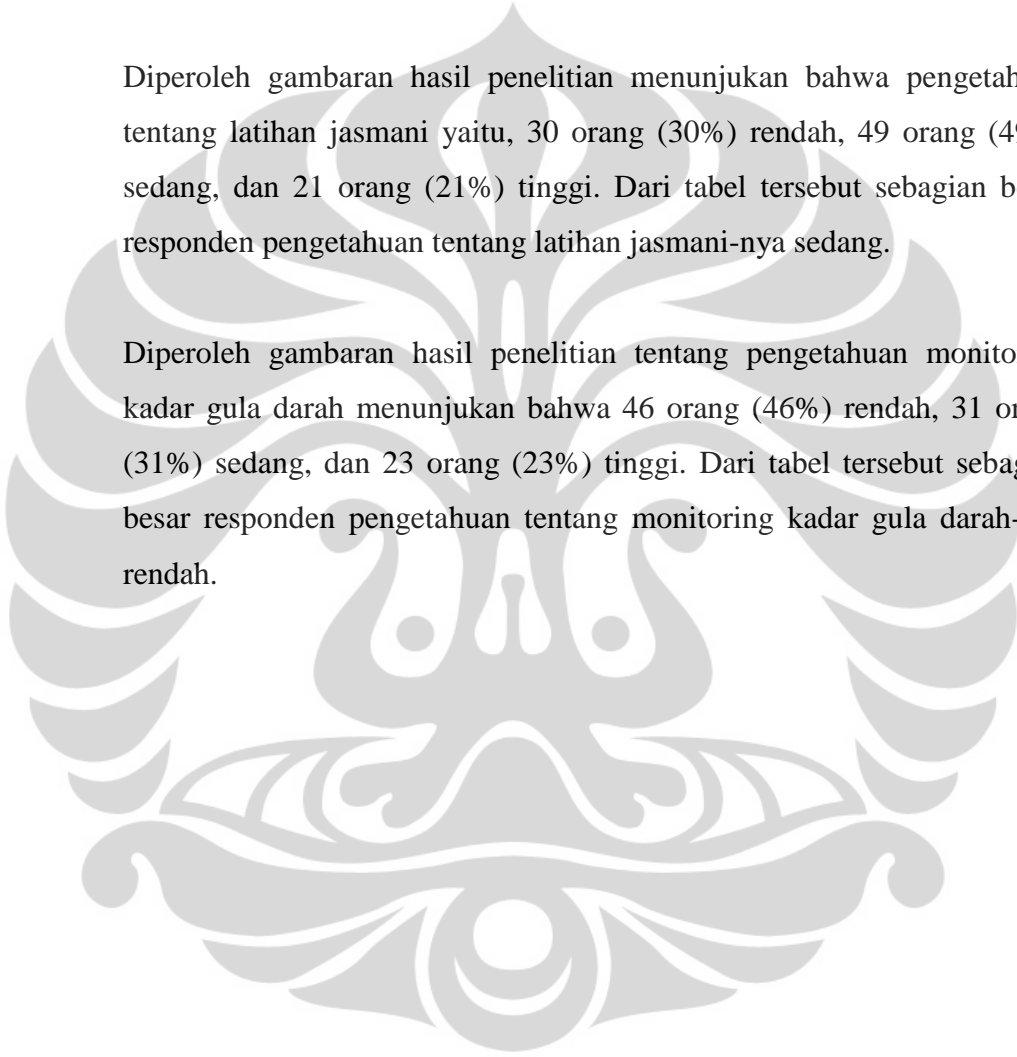 Diperoleh gambaran hasil penelitian menunjukan bahwa
tentang latihan jasmani yaitu, 30 orang (30%) rendah, 49 orang
sedang, dan 21 orang (21%) tinggi. Dari tabel tersebut sebagian
responden pengetahuan tentang latihan jasmani-nya sedang.
Diperoleh gambaran hasil penelitian tentang pengetahuan
kadar gula darah menunjukan bahwa 46 orang (46%) rendah, 31
(31%) sedang, dan 23 orang (23%) tinggi. Dari tabel tersebut
besar responden pengetahuan tentang monitoring kadar gula
rendah.